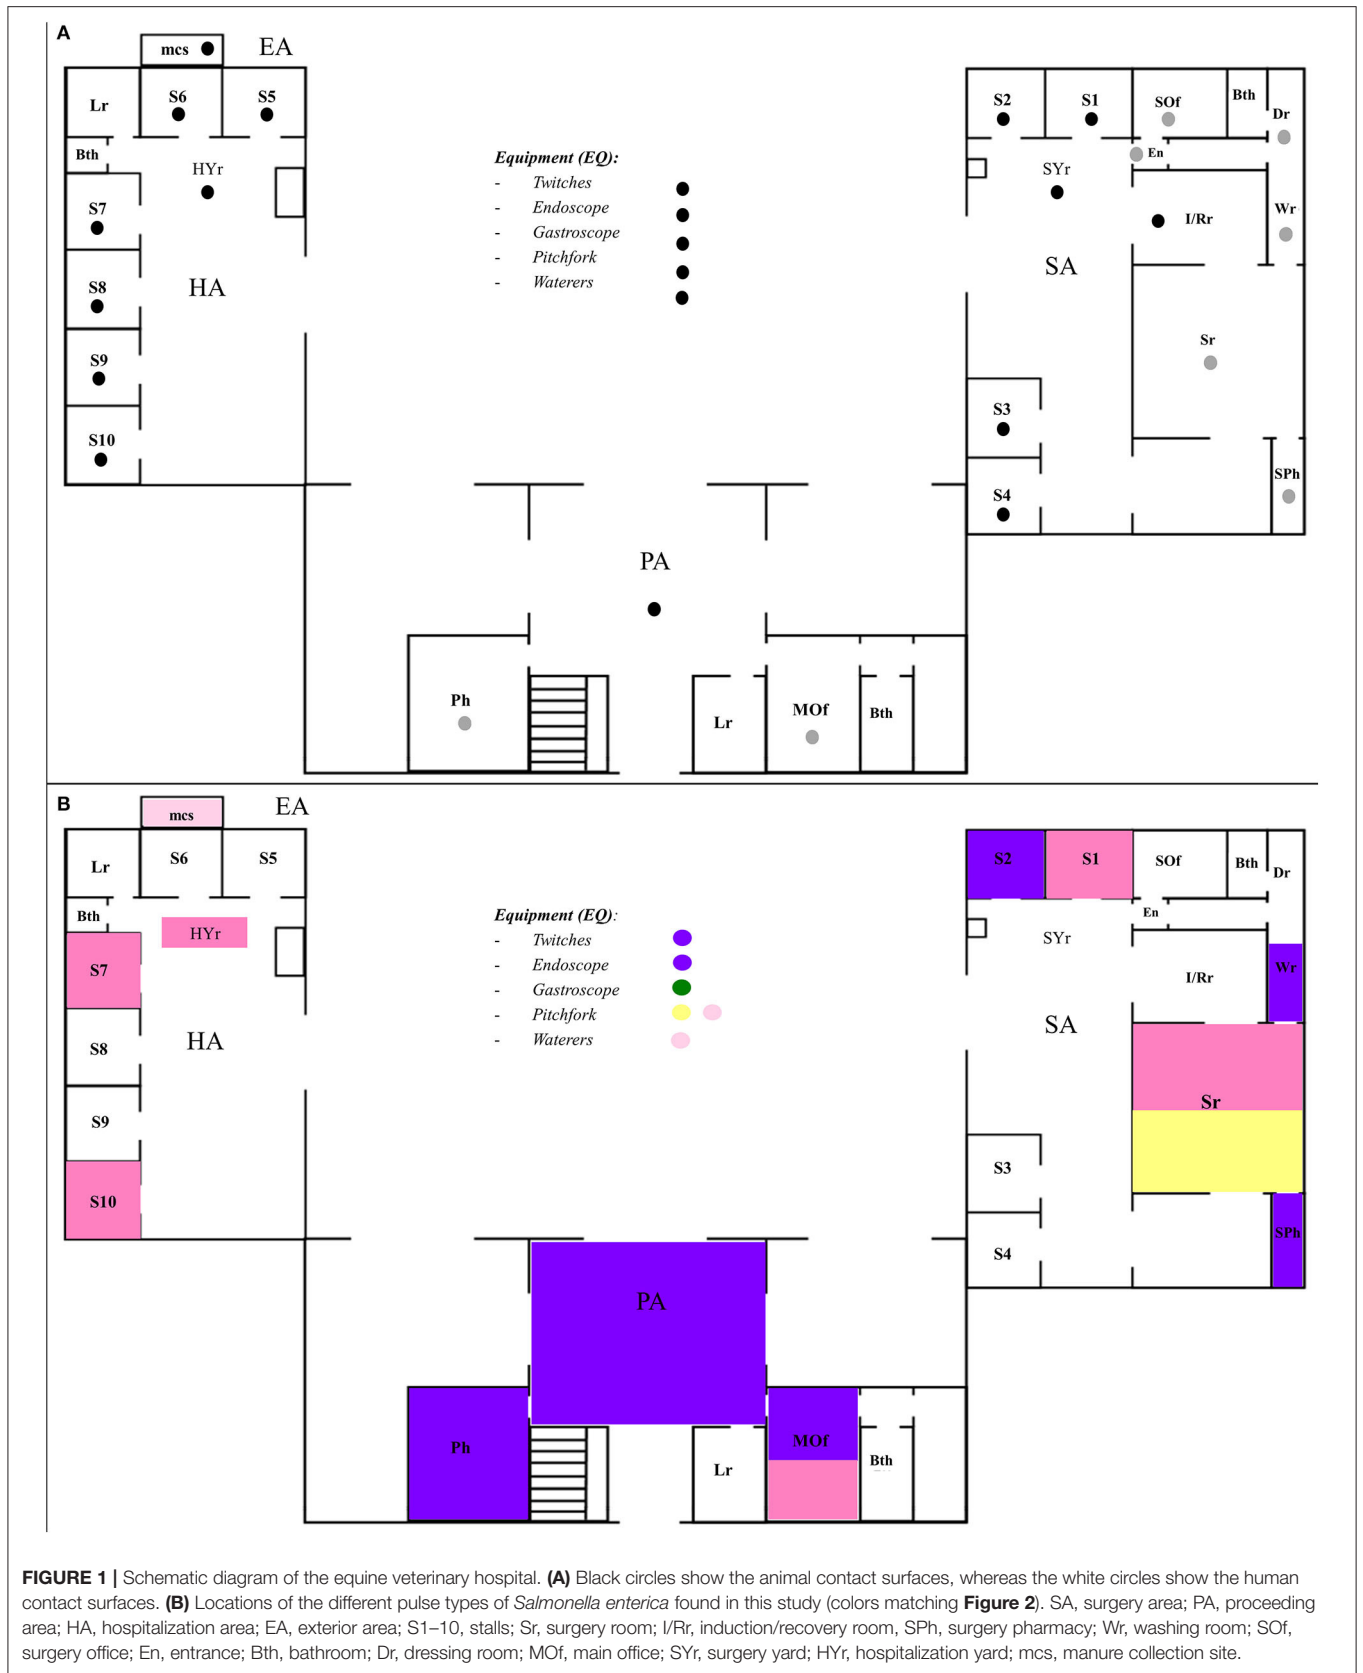 A
mcs
EA
Lr
S6
S5
Bth
HYr
S7
S8
HA
S9
S10
Equipment (EQ):
- Twitches
- Endoscope
- Gastroscope
- Pitchfork
- Waterers
S2
S1
SOf
Bth
Dr
En
SYr
I/Rr
Wr
SA
Sr
S3
S4
SPh
PA
Ph
Lr
MOf
Bth
B
mcs
EA
Lr
S6
S5
Bth
HYr
S7
S8
HA
S9
S10
Equipment (EQ):
- Twitches
- Endoscope
- Gastroscope
- Pitchfork
- Waterers
S2
S1
SOf
Bth
Dr
En
SYr
I/Rr
Wr
SA
Sr
S3
S4
SPh
PA
Ph
Lr
MOf
Bth
FIGURE 1 | Schematic diagram of the equine veterinary hospital. (A) Black circles show the animal contact surfaces, whereas the white circles show the human
contact surfaces. (B) Locations of the different pulse types of Salmonella enterica found in this study (colors matching Figure 2). SA, surgery area; PA, proceeding
area; HA, hospitalization area; EA, exterior area; S1–10, stalls; Sr, surgery room; I/Rr, induction/recovery room, SPh, surgery pharmacy; Wr, washing room; SOf,
surgery office; En, entrance; Bth, bathroom; Dr, dressing room; MOf, main office; SYr, surgery yard; HYr, hospitalization yard; mcs, manure collection site.